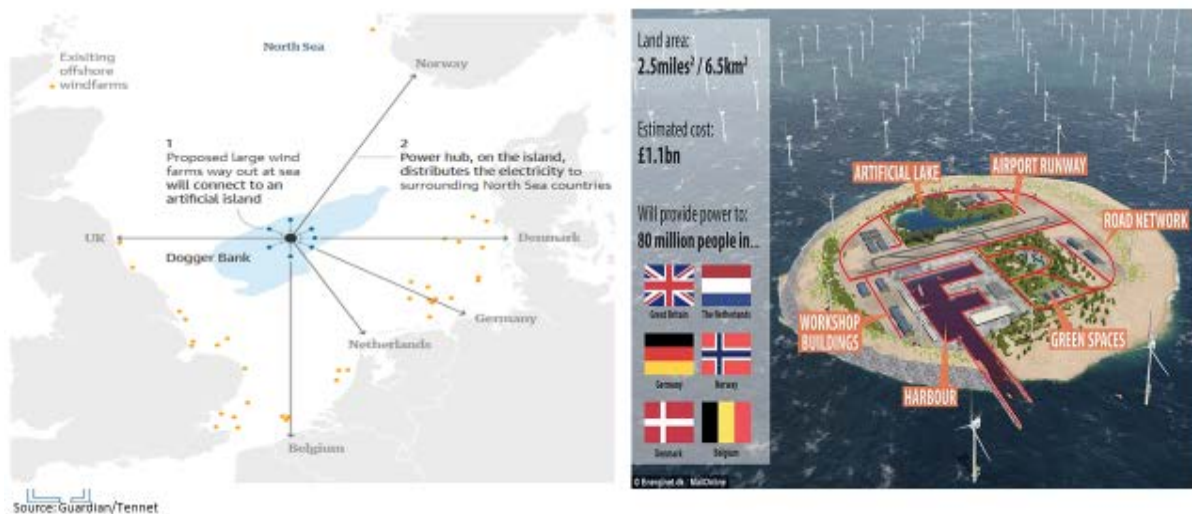 North Sea
Exisiting
offshore
windfarms
Norway
1
Proposed large wind
farms way out at sea
will connect to an
artificial island
2
Power hub, on the island,
distributes the electricity to
surrounding North Sea countries
UK
Dogger Bank
Denmark
Germany
Netherlands
Belgium
Source: Guardian/Tennet
Land area:
2.5miles² / 6.5km²
Estimated cost:
£1.1bn
Will provide power to:
80 million people in...
Great Britain
The Netherlands
Germany
Norway
Denmark
Belgium
© Energinet.dk / MailOnline
ARTIFICIAL LAKE
AIRPORT RUNWAY
ROAD NETWORK
WORKSHOP
BUILDINGS
GREEN SPACES
HARBOUR